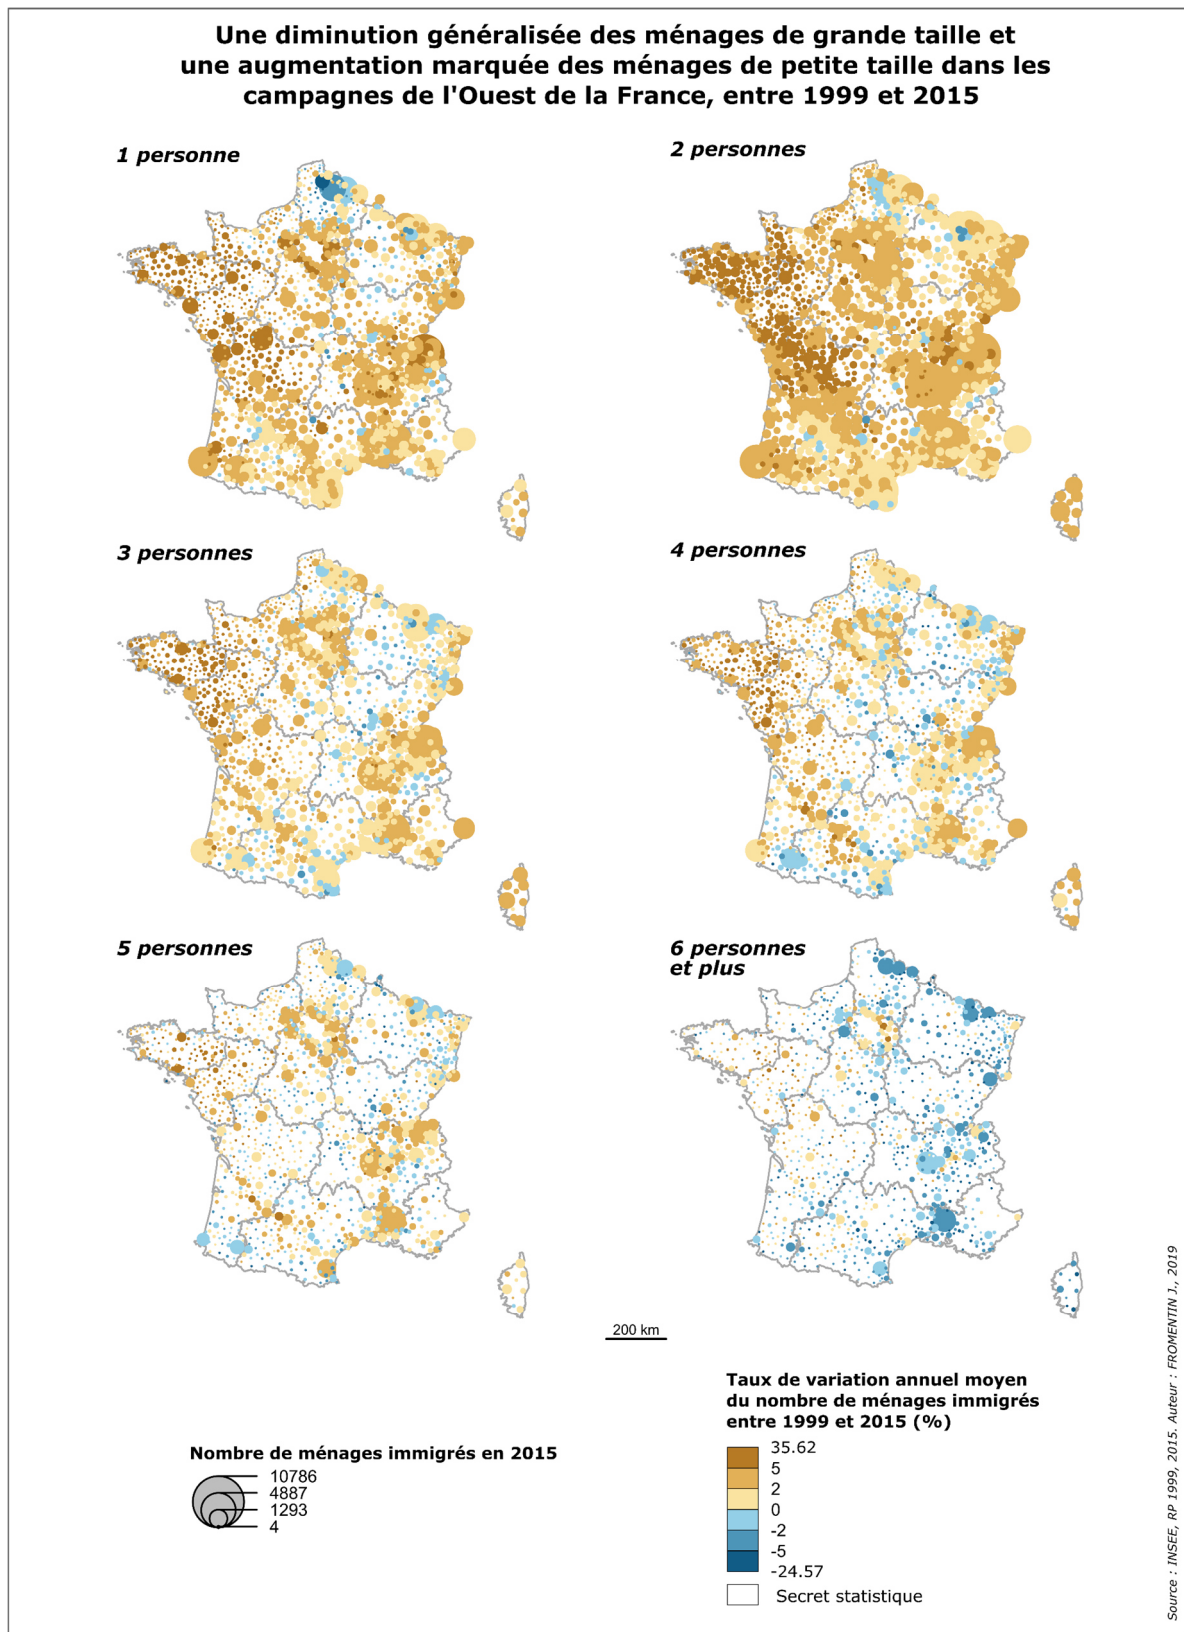 Une diminution généralisée des ménages de grande taille et
une augmentation marquée des ménages de petite taille dans les
campagnes de l'Ouest de la France, entre 1999 et 2015
1 personne
2 personnes
3 personnes
4 personnes
5 personnes
6 personnes
et plus
200 km
Nombre de ménages immigrés en 2015
10786
4887
1293
4
Taux de variation annuel moyen
du nombre de ménages immigrés
entre 1999 et 2015 (%)
35.62
5
2
0
-2
-5
-24.57
Secret statistique
Source : INSEE, RP 1999, 2015. Auteur : FROMENTIN J., 2019